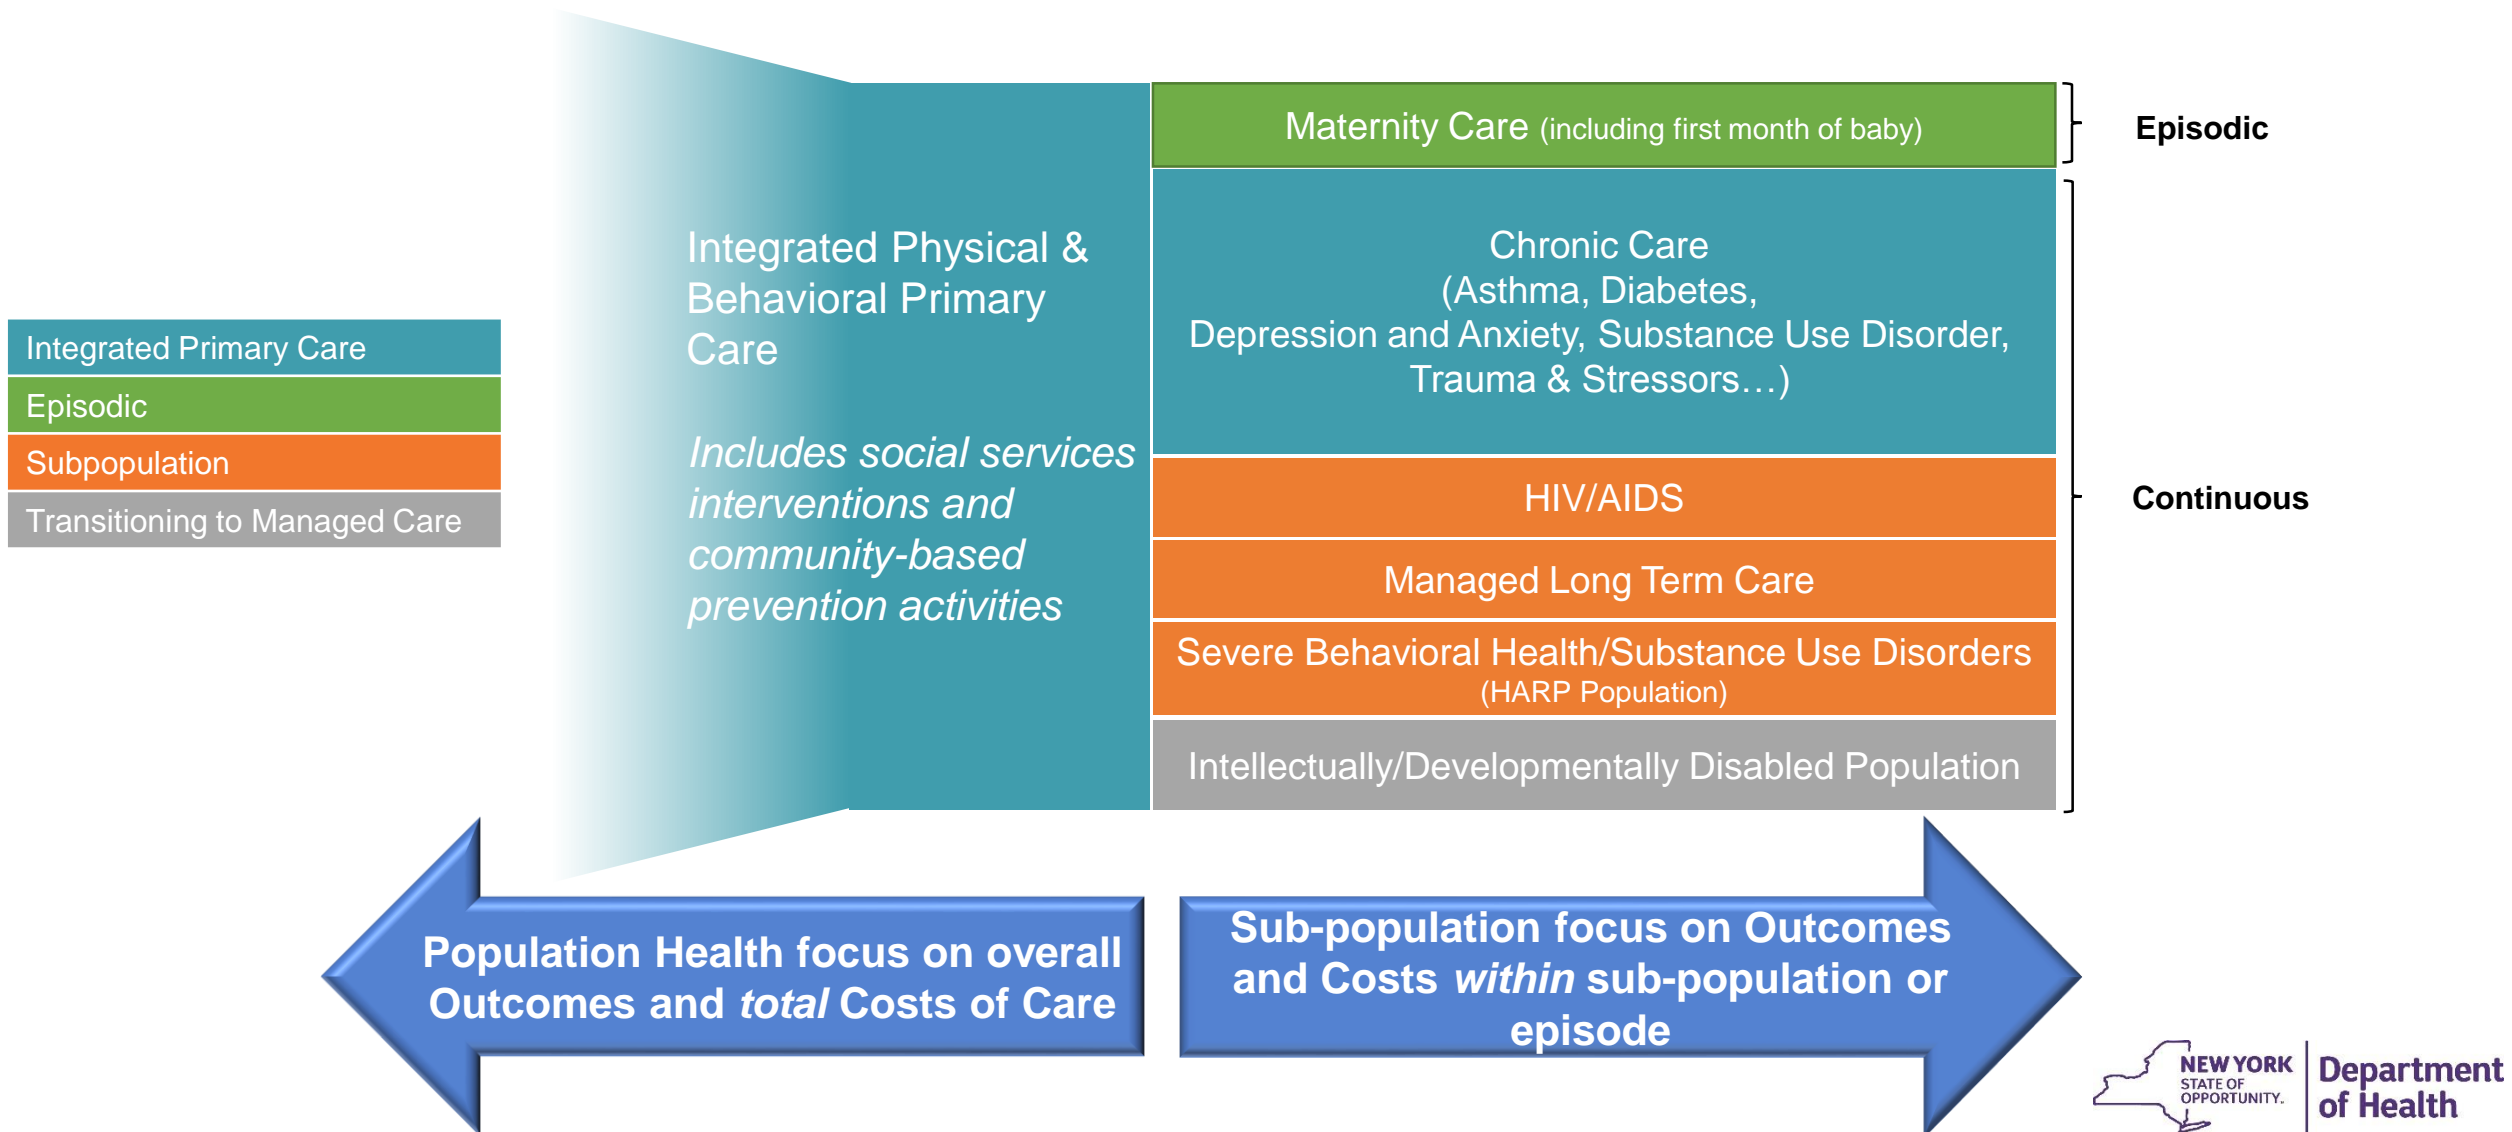 Integrated Primary Care
Episodic
Subpopulation
Transitioning to Managed Care
Integrated Physical &
Behavioral Primary
Care
Includes social services
interventions and
community-based
prevention activities
Maternity Care (including first month of baby)
Chronic Care
(Asthma, Diabetes,
Depression and Anxiety, Substance Use Disorder,
Trauma & Stressors…)
HIV/AIDS
Managed Long Term Care
Severe Behavioral Health/Substance Use Disorders
(HARP Population)
Intellectually/Developmentally Disabled Population
Episodic
Continuous
Population Health focus on overall
Outcomes and total Costs of Care
Sub-population focus on Outcomes
and Costs within sub-population or
episode
NEW YORK
STATE OF
OPPORTUNITY.
Department
of Health